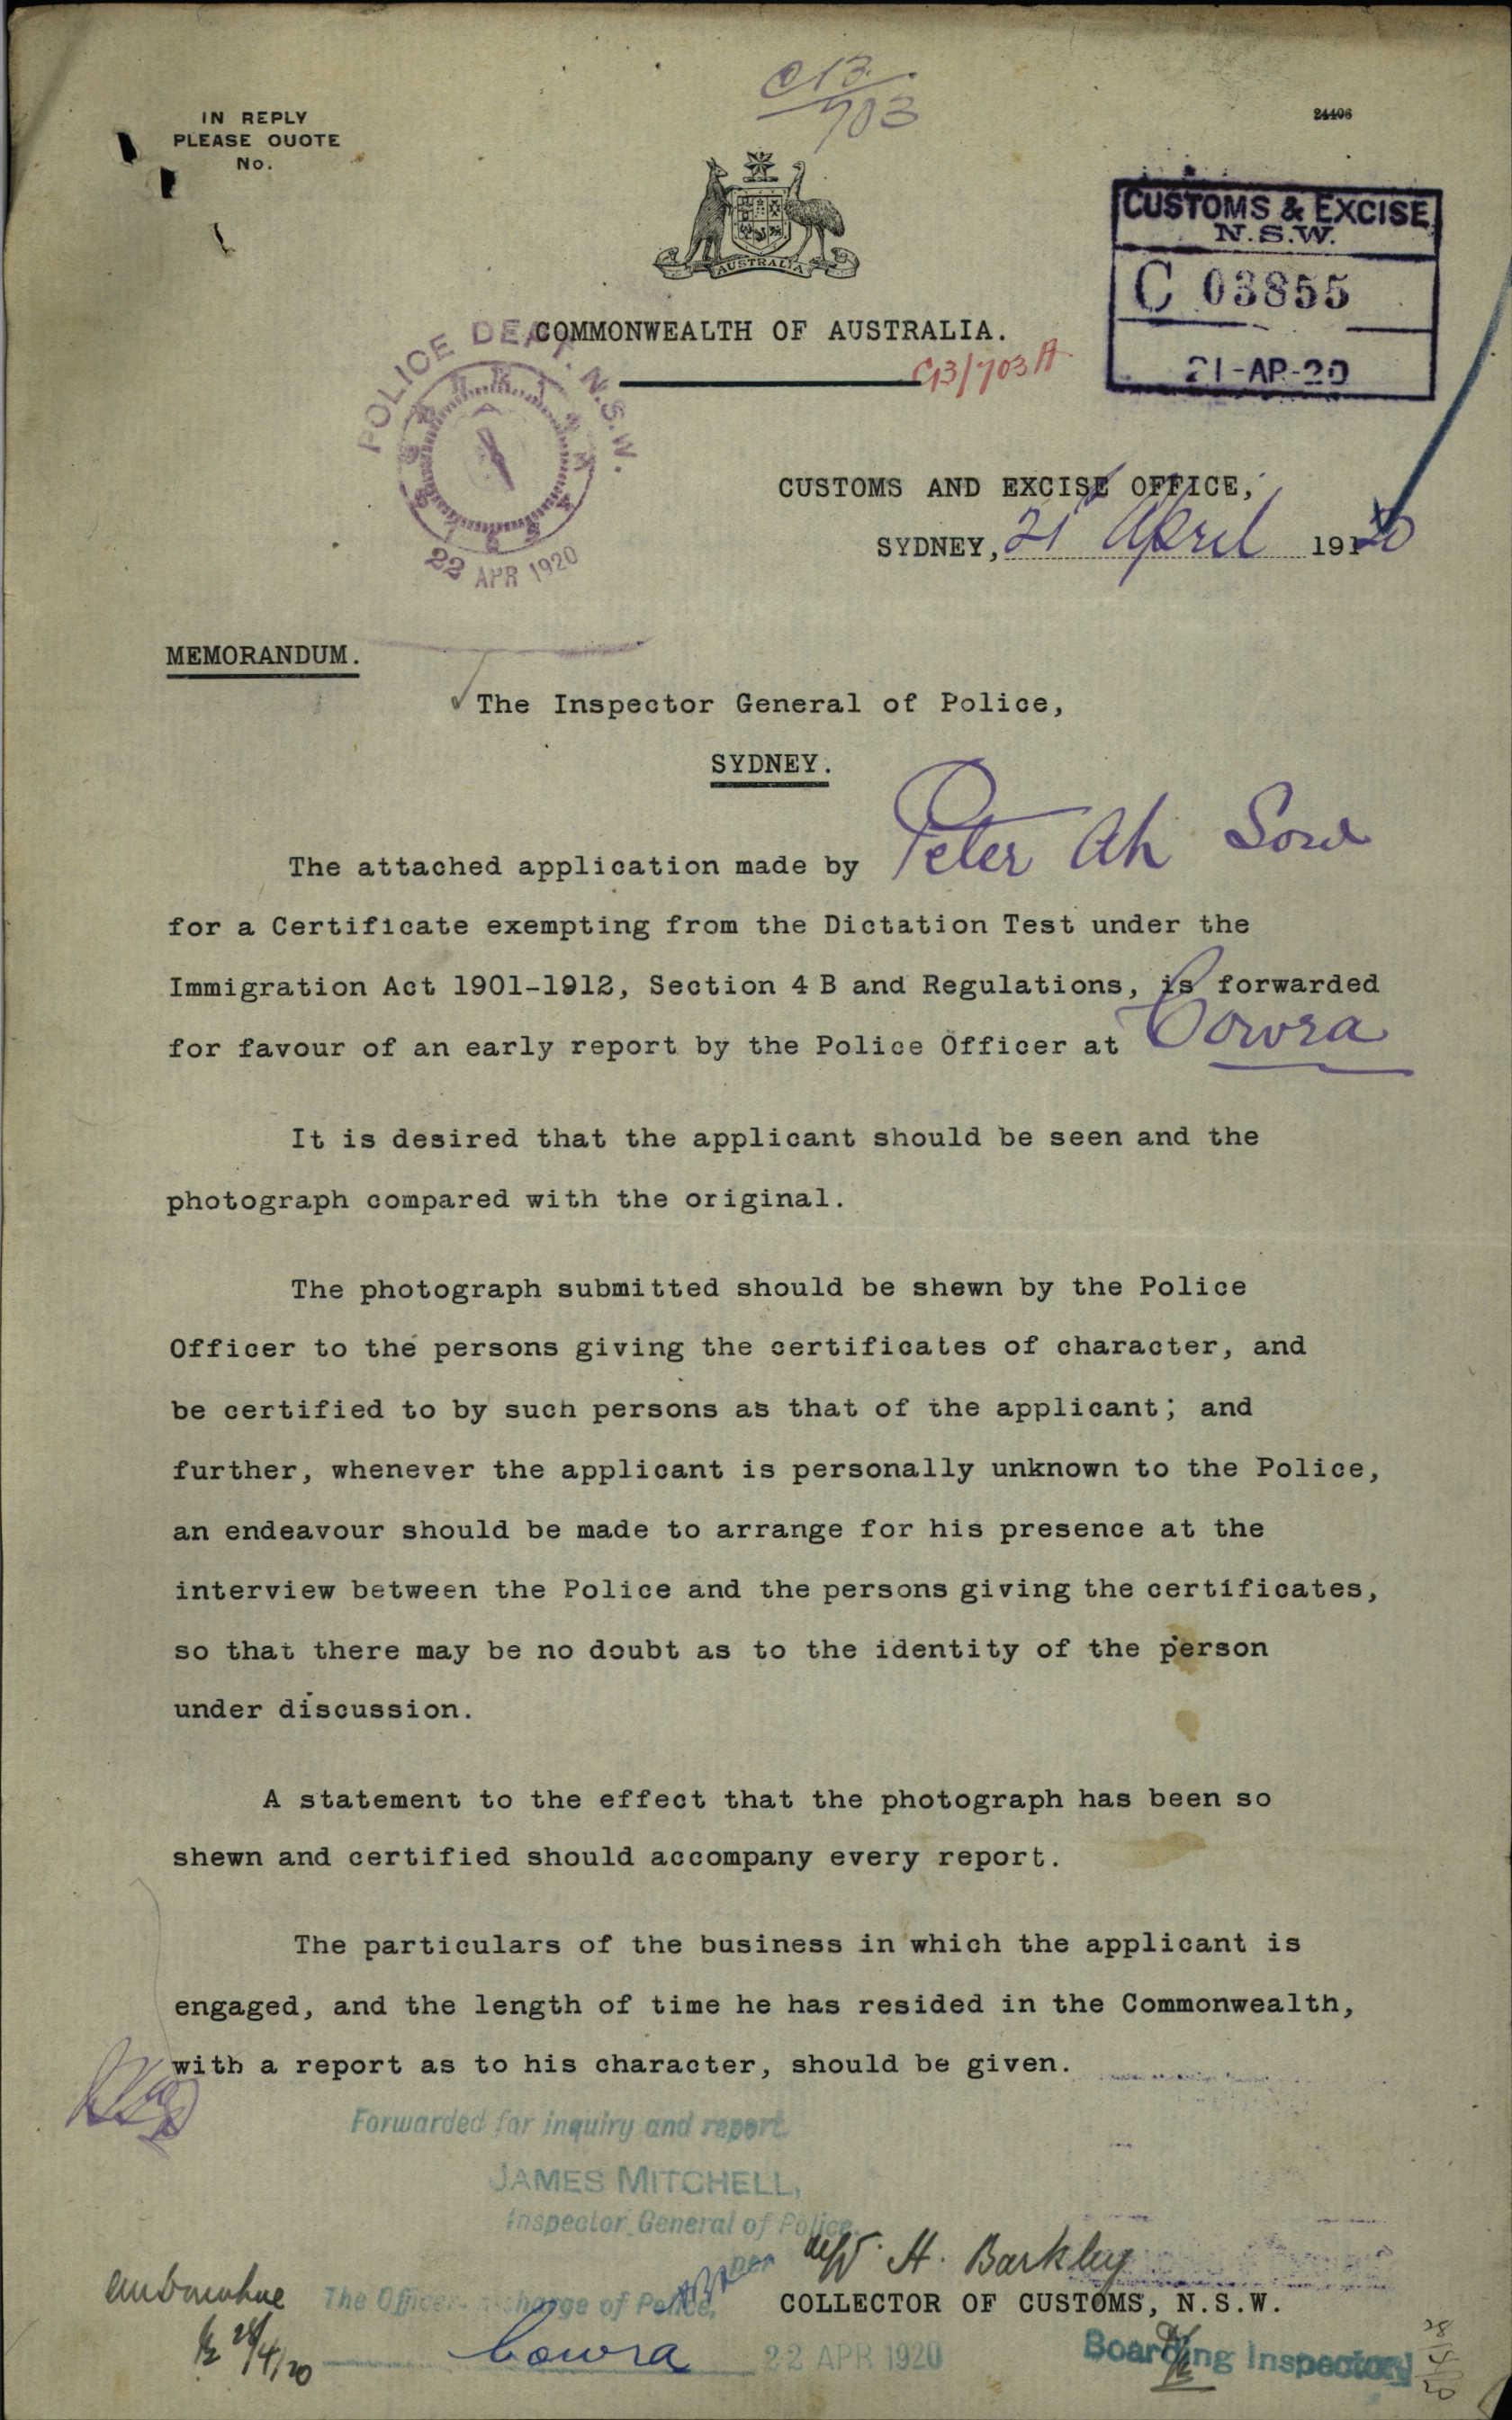 C13/703
IN REPLY
PLEASE QUOTE
No.
24406
CUSTOMS & EXCISE
N.S.W.
C 03855
21-AP-20
AUSTRALIA
COMMONWEALTH OF AUSTRALIA.
C13/703A
POLICE DEPT. N.S.W.
22 APR 1920
CUSTOMS AND EXCISE OFFICE,
SYDNEY, 21 April 1920
MEMORANDUM.
The Inspector General of Police,
SYDNEY.
The attached application made by Peter Ah Sow
for a Certificate exempting from the Dictation Test under the
Immigration Act 1901-1912, Section 4 B and Regulations, is forwarded
for favour of an early report by the Police Officer at Cowra
It is desired that the applicant should be seen and the
photograph compared with the original.
The photograph submitted should be shewn by the Police
Officer to the persons giving the certificates of character, and
be certified to by such persons as that of the applicant; and
further, whenever the applicant is personally unknown to the Police,
an endeavour should be made to arrange for his presence at the
interview between the Police and the persons giving the certificates,
so that there may be no doubt as to the identity of the person
under discussion.
A statement to the effect that the photograph has been so
shewn and certified should accompany every report.
The particulars of the business in which the applicant is
engaged, and the length of time he has resided in the Commonwealth,
with a report as to his character, should be given.
Forwarded for inquiry and report
JAMES MITCHELL,
Inspector General of Police.
per
W. H. Barkley
The Officer in charge of Police,
COLLECTOR OF CUSTOMS, N.S.W.
Cowra
22 APR 1920
Boarding Inspector
28/5/20